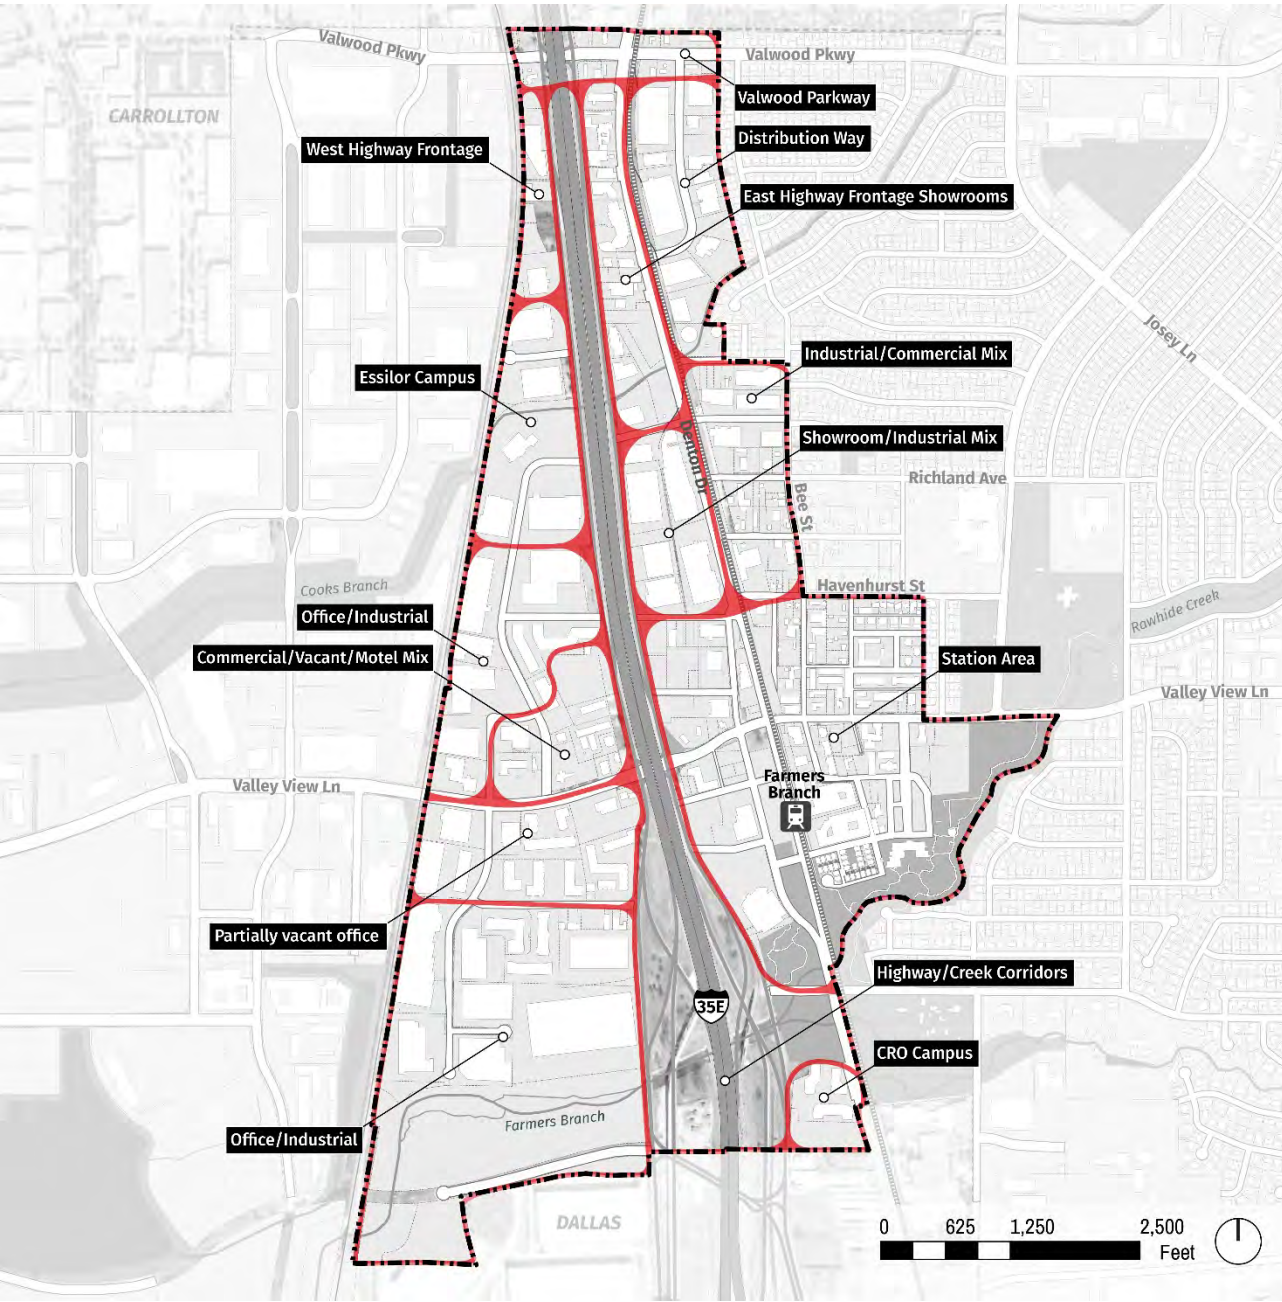 Valwood Pkwy
Valwood Pkwy
CARROLLTON
Valwood Parkway
Distribution Way
West Highway Frontage
East Highway Frontage Showrooms
Josey Ln
Industrial/Commercial Mix
Essilor Campus
Denton Dr
Showroom/Industrial Mix
Richland Ave
Bee St
Cooks Branch
Havenhurst St
Rawhide Creek
Office/Industrial
Commercial/Vacant/Motel Mix
Station Area
Valley View Ln
Farmers
Branch
Valley View Ln
Partially vacant office
Highway/Creek Corridors
35E
CRO Campus
Farmers Branch
Office/Industrial
DALLAS
0 625 1,250 2,500
Feet